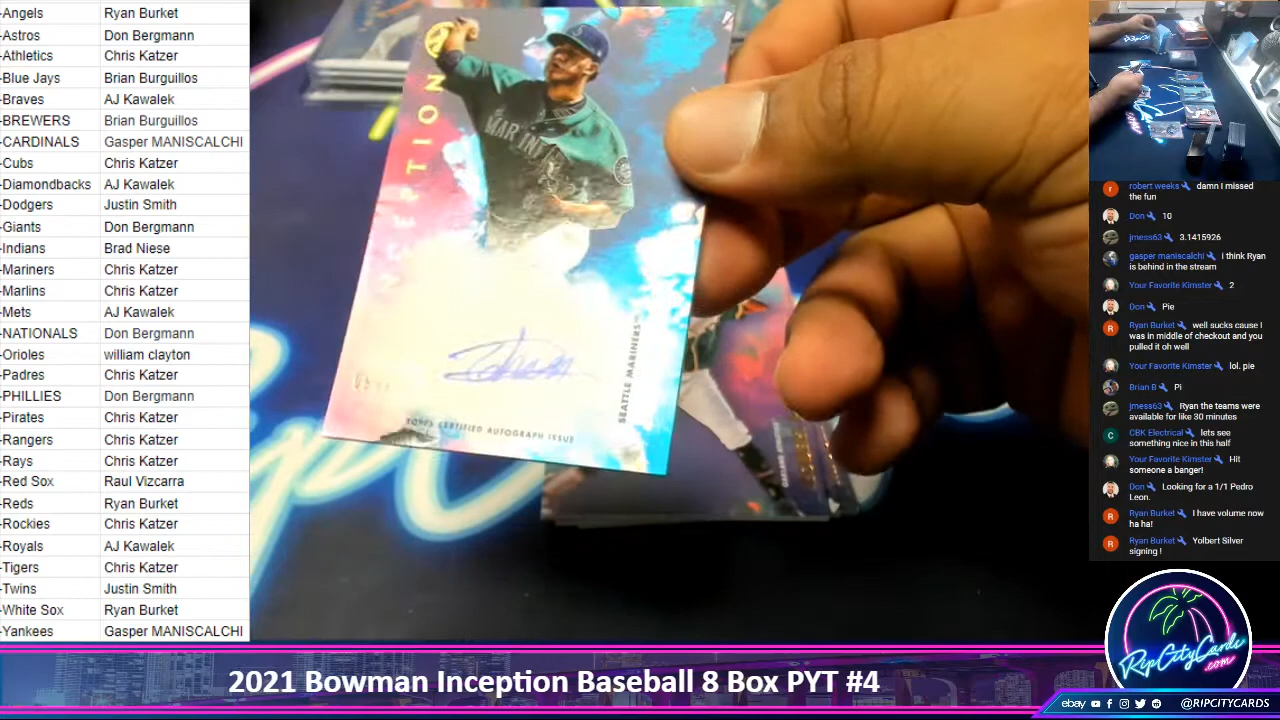 -Angels Ryan Burket
-Astros Don Bergmann
-Athletics Chris Katzer
-Blue Jays Brian Burguillos
-Braves AJ Kawalek
-BREWERS Brian Burguillos
-CARDINALS Gasper MANISCALCHI
-Cubs Chris Katzer
-Diamondbacks AJ Kawalek
-Dodgers Justin Smith
-Giants Don Bergmann
-Indians Brad Niese
-Mariners Chris Katzer
-Marlins Chris Katzer
-Mets AJ Kawalek
-NATIONALS Don Bergmann
-Orioles william clayton
-Padres Chris Katzer
-PHILLIES Don Bergmann
-Pirates Chris Katzer
-Rangers Chris Katzer
-Rays Chris Katzer
-Red Sox Raul Vizcarra
-Reds Ryan Burket
-Rockies Chris Katzer
-Royals AJ Kawalek
-Tigers Chris Katzer
-Twins Justin Smith
-White Sox Ryan Burket
-Yankees Gasper MANISCALCHI
INCEPTION
MARINERS
SEATTLE MARINERS™
TOPPS CERTIFIED AUTOGRAPH ISSUE
robert weeks damn I missed
the fun
Don 10
jmess63 3.1415926
gasper maniscalchi i think Ryan
is behind in the stream
Your Favorite Kimster 2
Don Pie
Ryan Burket well sucks cause I
was in middle of checkout and you
pulled it oh well
Your Favorite Kimster lol. pie
Brian B Pi
jmess63 Ryan the teams were
available for like 30 minutes
CBK Electrical lets see
something nice in this half
Your Favorite Kimster Hit
someone a banger!
Don Looking for a 1/1 Pedro
Leon.
Ryan Burket I have volume now
ha ha!
Ryan Burket Yolbert Silver
signing !
RipCityCards
.com
2021 Bowman Inception Baseball 8 Box PYT #4
ebay @RIPCITYCARDS